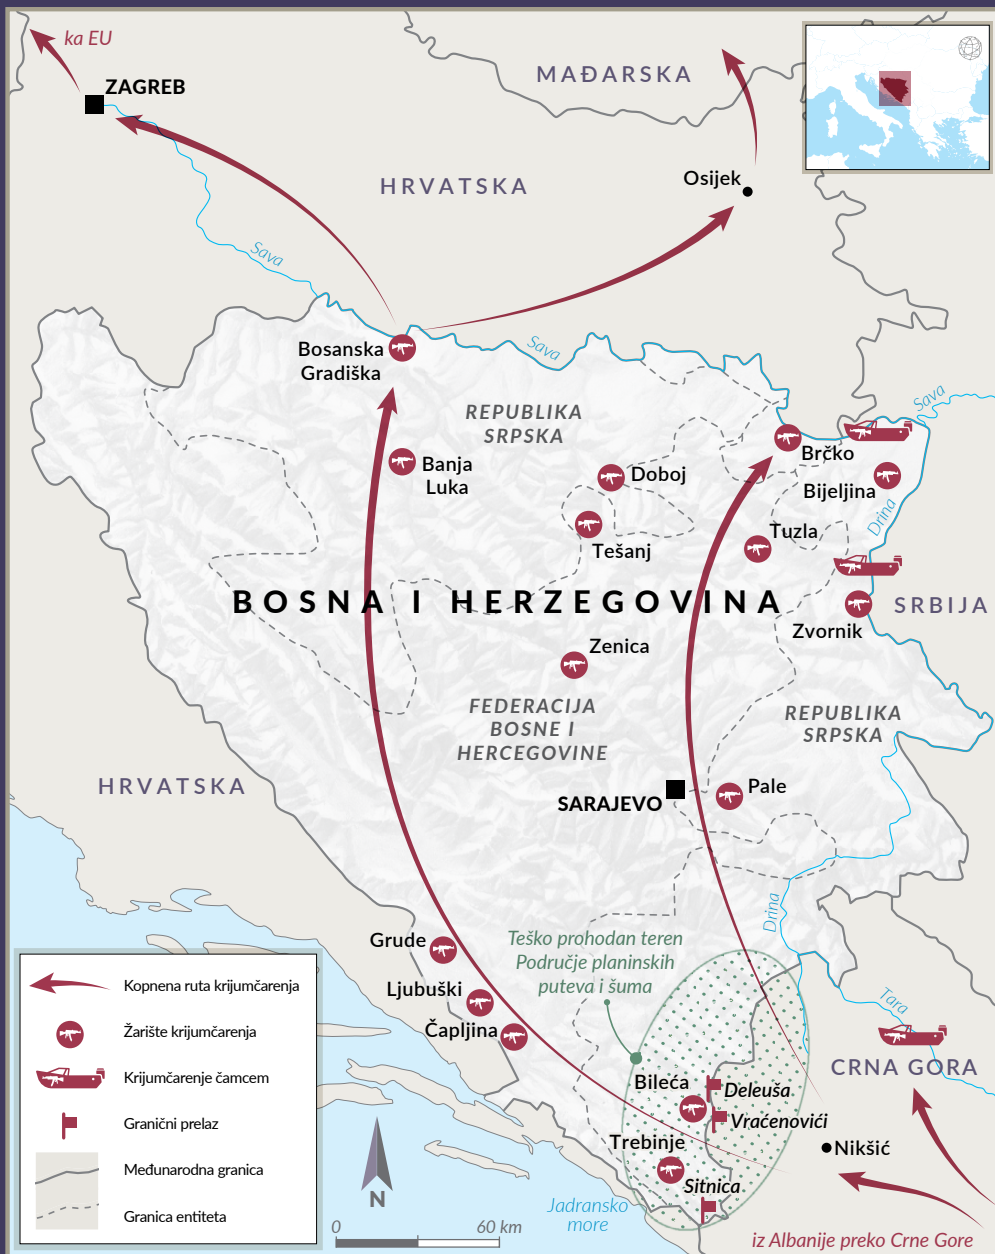 ka EU
ZAGREB
MAĐARSKA
HRVATSKA
Osijek
Sava
Sava
Bosanska
Gradiška
REPUBLIKA
SRPSKA
Sava
Brčko
Banja
Luka
Doboj
Bijeljina
Drina
Tešanj
Tuzla
BOSNA I HERZEGOVINA
SRBIJA
Zvornik
Zenica
FEDERACIJA
BOSNE I
HERCEGOVINE
REPUBLIKA
SRPSKA
HRVATSKA
SARAJEVO
Pale
Drina
Grude
Teško prohodan teren
Područje planinskih
puteva i šuma
Ljubuški
Čapljina
Tara
CRNA GORA
Bileća
Deleuša
Vraćenovići
Trebinje
Nikšić
Sitnica
Jadransko
more
iz Albanije preko Crne Gore
Kopnena ruta krijumčarenja
Žarište krijumčarenja
Krijumčarenje čamcem
Granični prelaz
Međunarodna granica
Granica entiteta
N
0
60 km